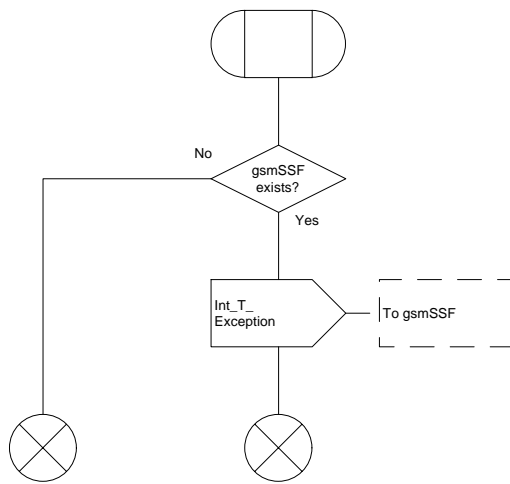 No
gsmSSF
exists?
Yes
Int_T_
Exception
To gsmSSF